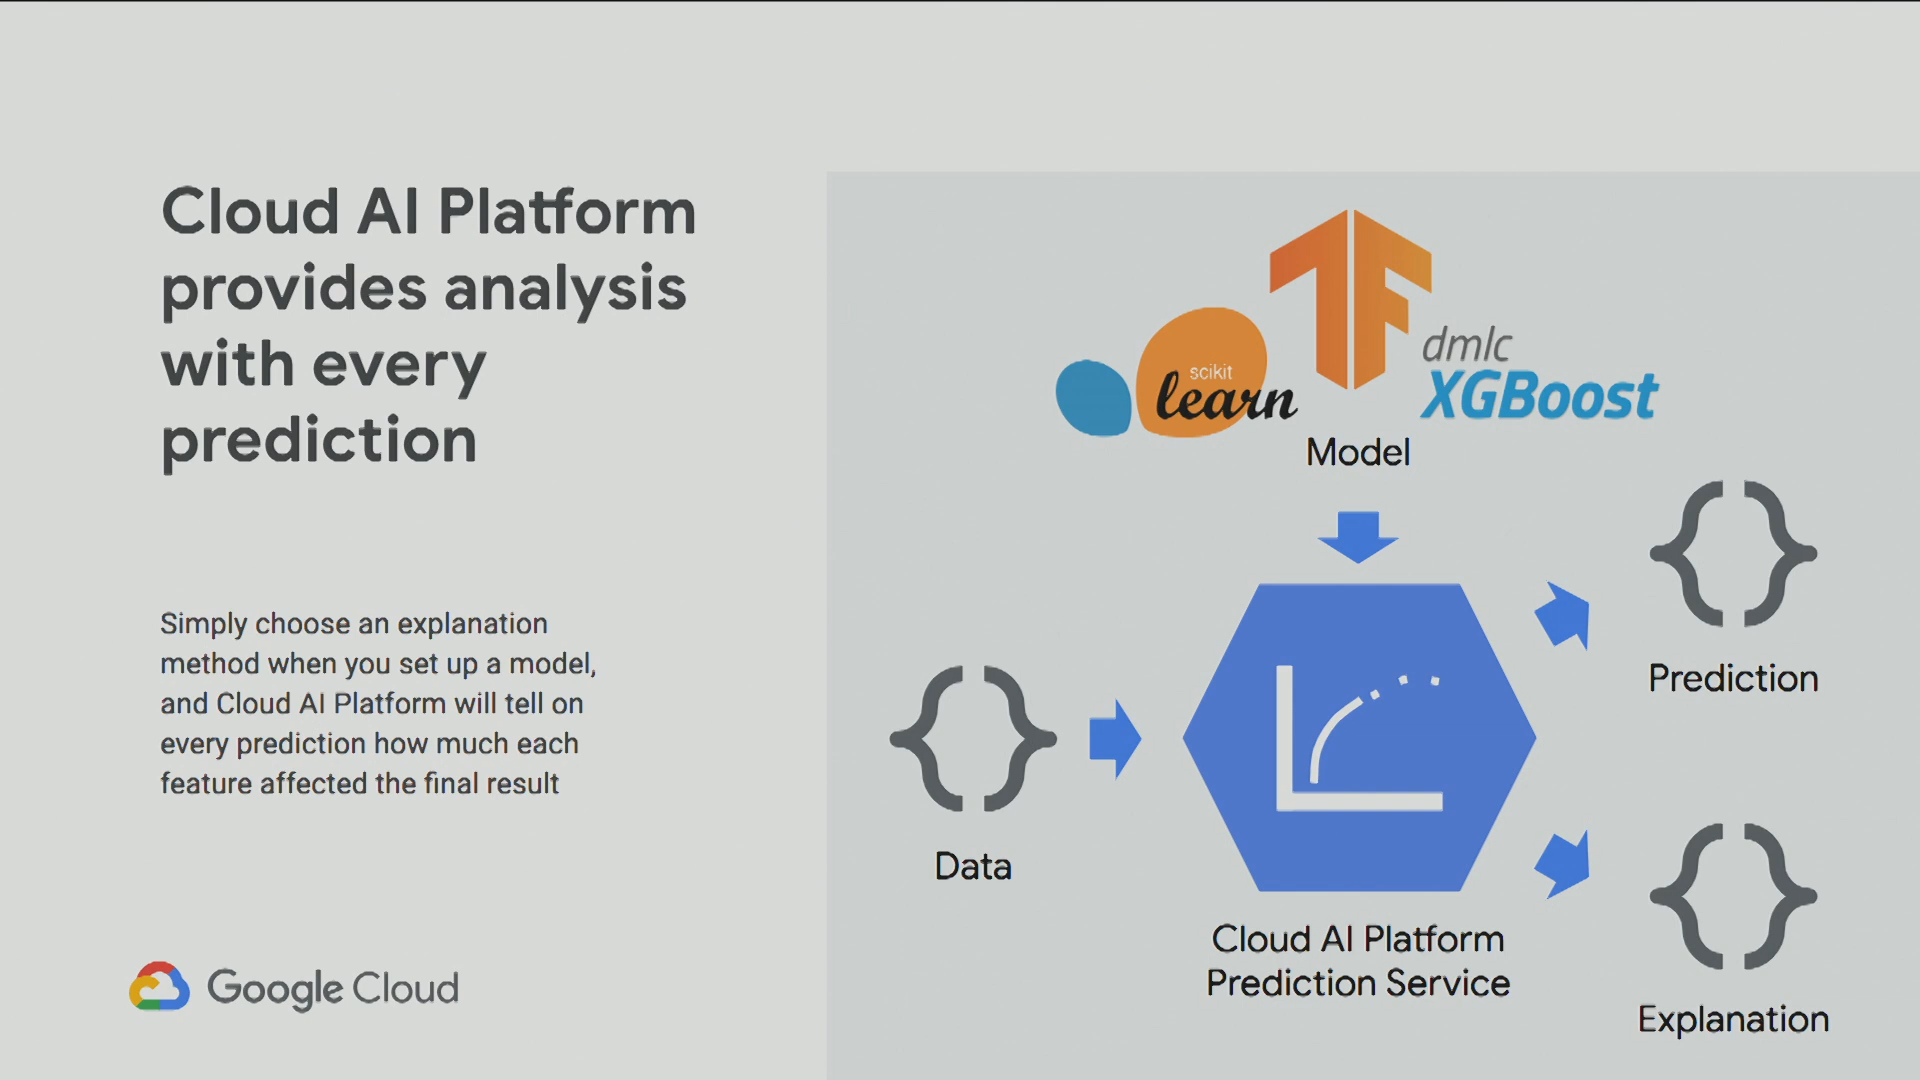 Cloud AI Platform
provides analysis
with every
prediction
Simply choose an explanation
method when you set up a model,
and Cloud AI Platform will tell on
every prediction how much each
feature affected the final result
Google Cloud
scikit
learn
TF
dmlc
XGBoost
Model
Data
Cloud AI Platform
Prediction Service
Prediction
Explanation